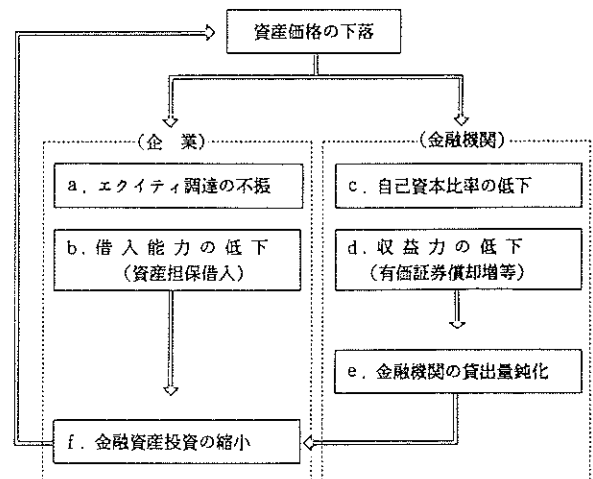 資産価格の下落
(企　業)
(金融機関)
a．エクイティ調達の不振
c．自己資本比率の低下
b．借入能力の低下
（資産担保借入）
d．収益力の低下
（有価証券償却増等）
e．金融機関の貸出量鈍化
f．金融資産投資の縮小